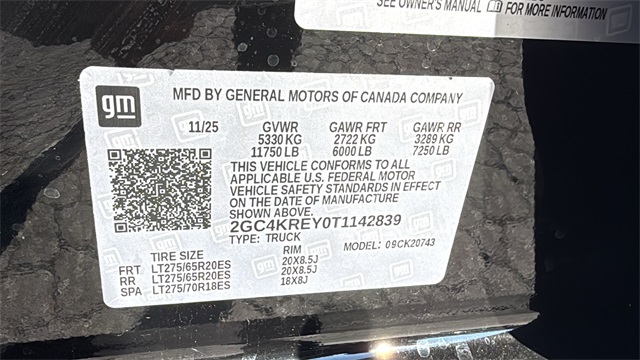 SEE OWNER'S MANUAL FOR MORE INFORMATION
gm
MFD BY GENERAL MOTORS OF CANADA COMPANY
11/25 GVWR GAWR FRT GAWR RR
5330 KG 2722 KG 3289 KG
11750 LB 6000 LB 7250 LB
THIS VEHICLE CONFORMS TO ALL
APPLICABLE U.S. FEDERAL MOTOR
VEHICLE SAFETY STANDARDS IN EFFECT
ON THE DATE OF MANUFACTURE
SHOWN ABOVE.
2GC4KREY0T1142839
TYPE: TRUCK MODEL: 09CK20743
TIRE SIZE RIM
FRT LT275/65R20ES 20X8.5J
RR LT275/65R20ES 20X8.5J
SPA LT275/70R18ES 18X8J